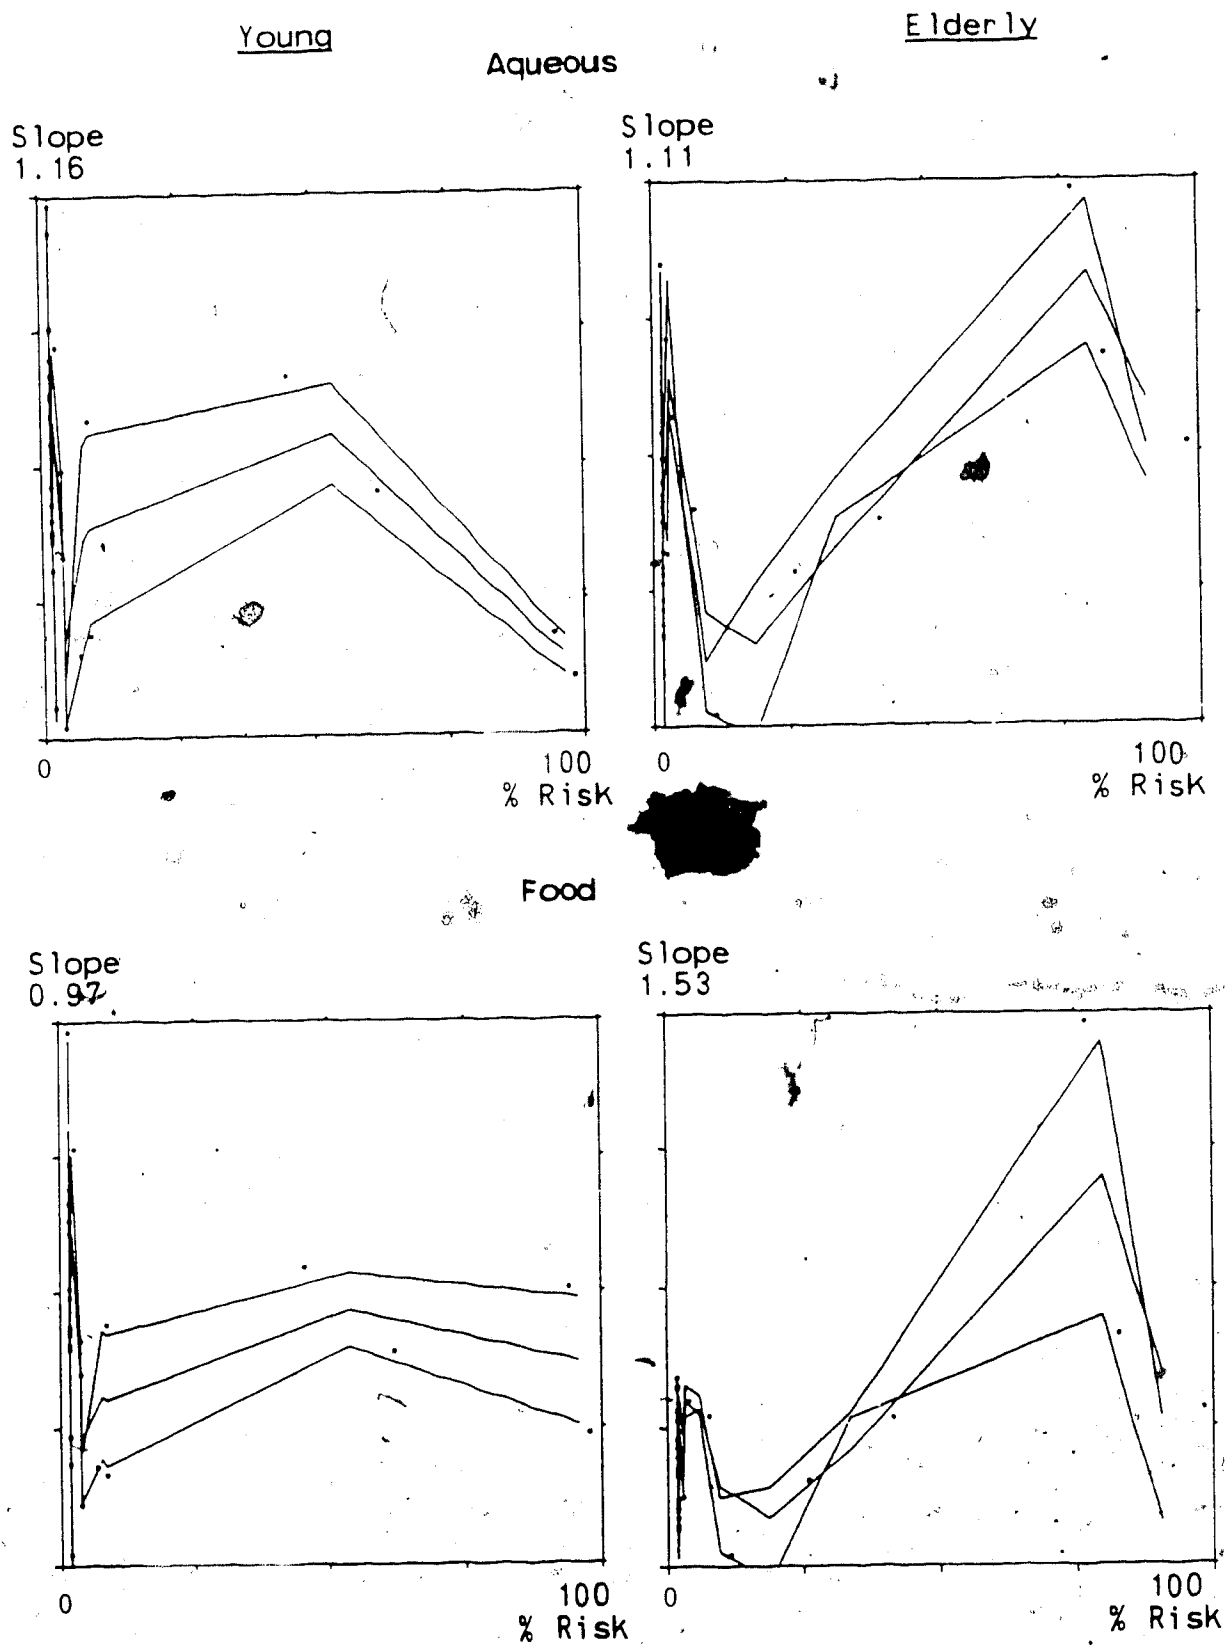 Young
Elderly
Aqueous
Slope
1.16
Slope
1.11
0
100
% Risk
0
100
% Risk
Food
Slope
0.97
Slope
1.53
0
100
% Risk
0
100
% Risk